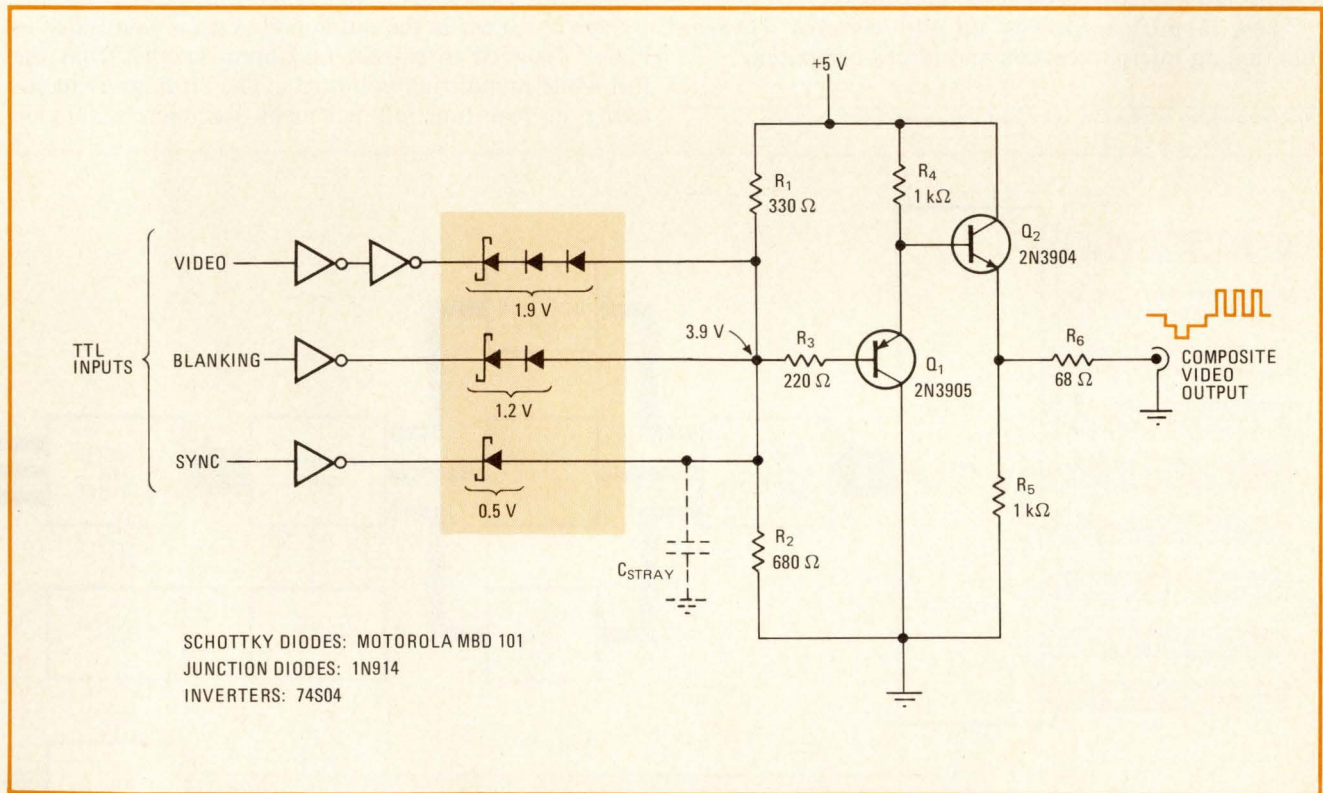 +5 V
R1
330 Ω
R4
1 kΩ
Q2
2N3904
VIDEO
1.9 V
TTL
INPUTS
BLANKING
1.2 V
3.9 V
R3
220 Ω
Q1
2N3905
R6
68 Ω
COMPOSITE
VIDEO
OUTPUT
SYNC
0.5 V
CSTRAY
R2
680 Ω
R5
1 kΩ
SCHOTTKY DIODES: MOTOROLA MBD 101
JUNCTION DIODES: 1N914
INVERTERS: 74S04